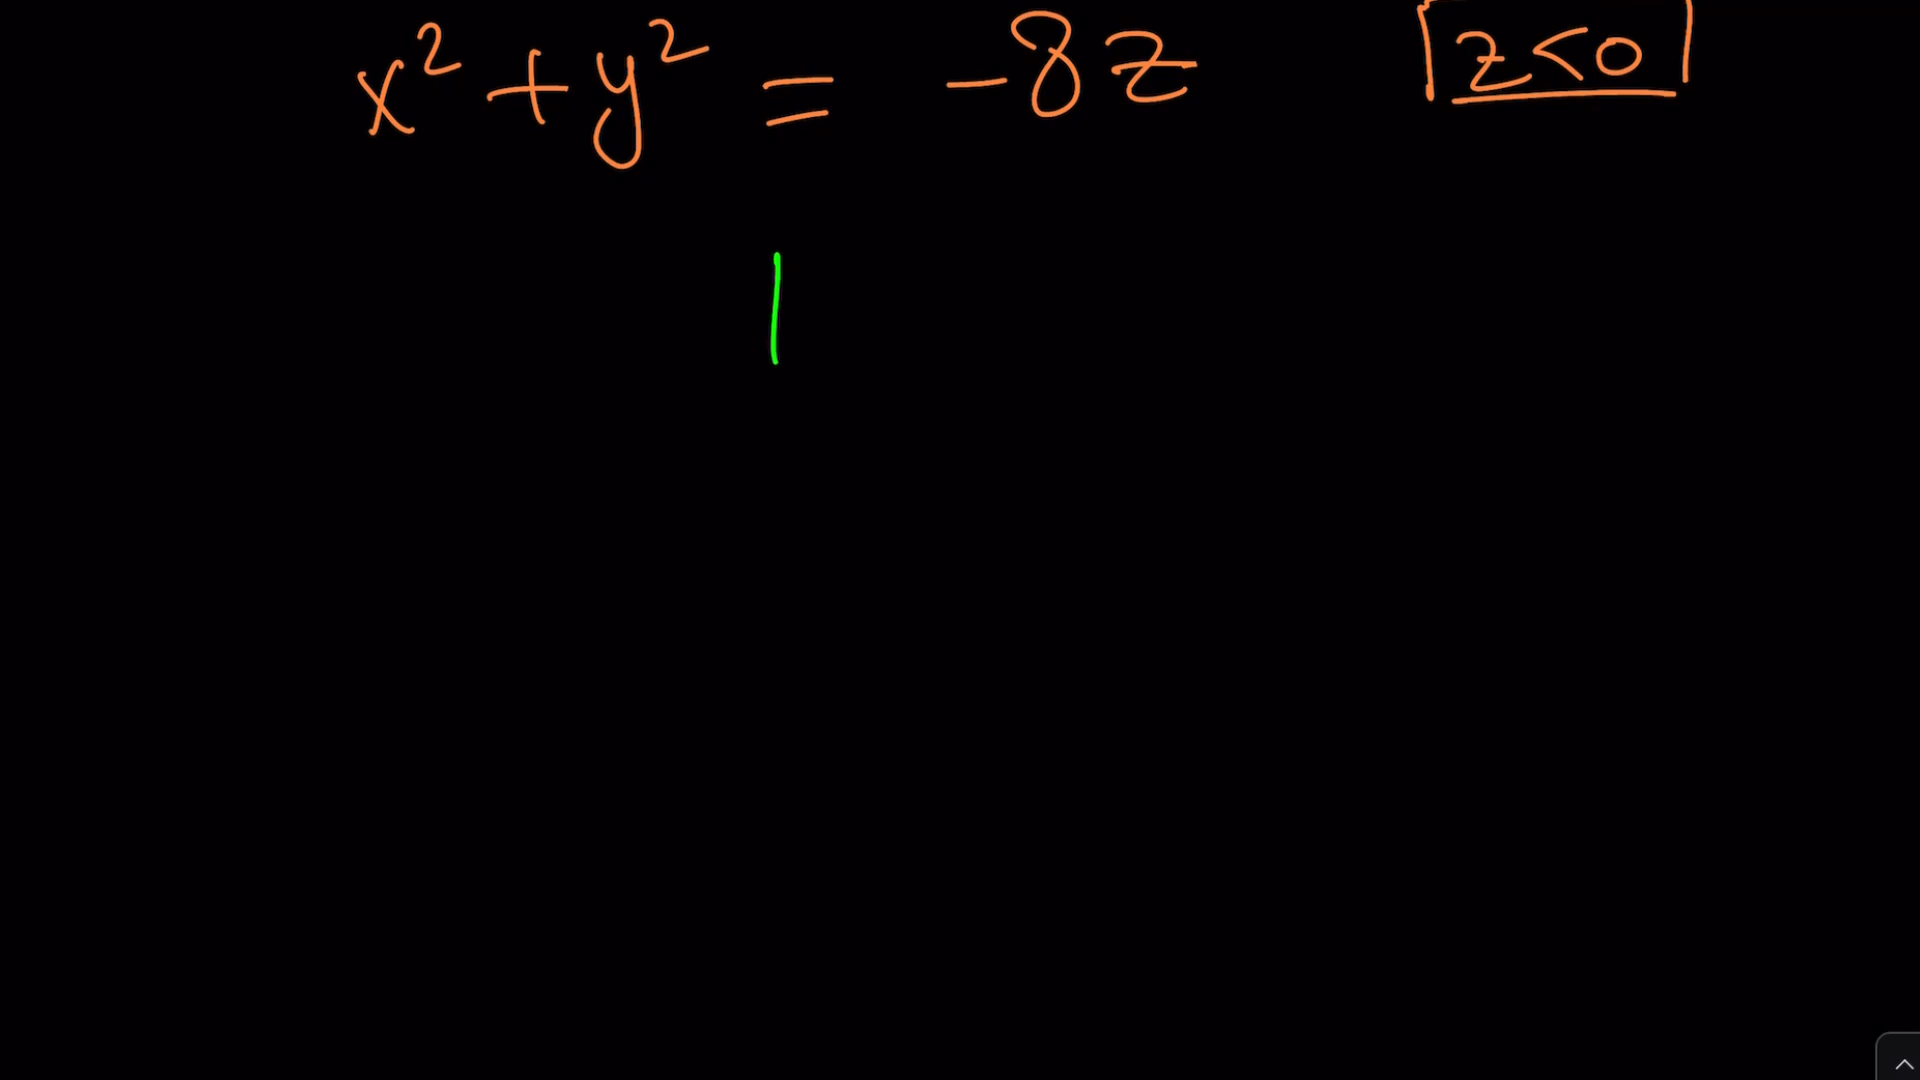 x² + y² = -8z z<0
|